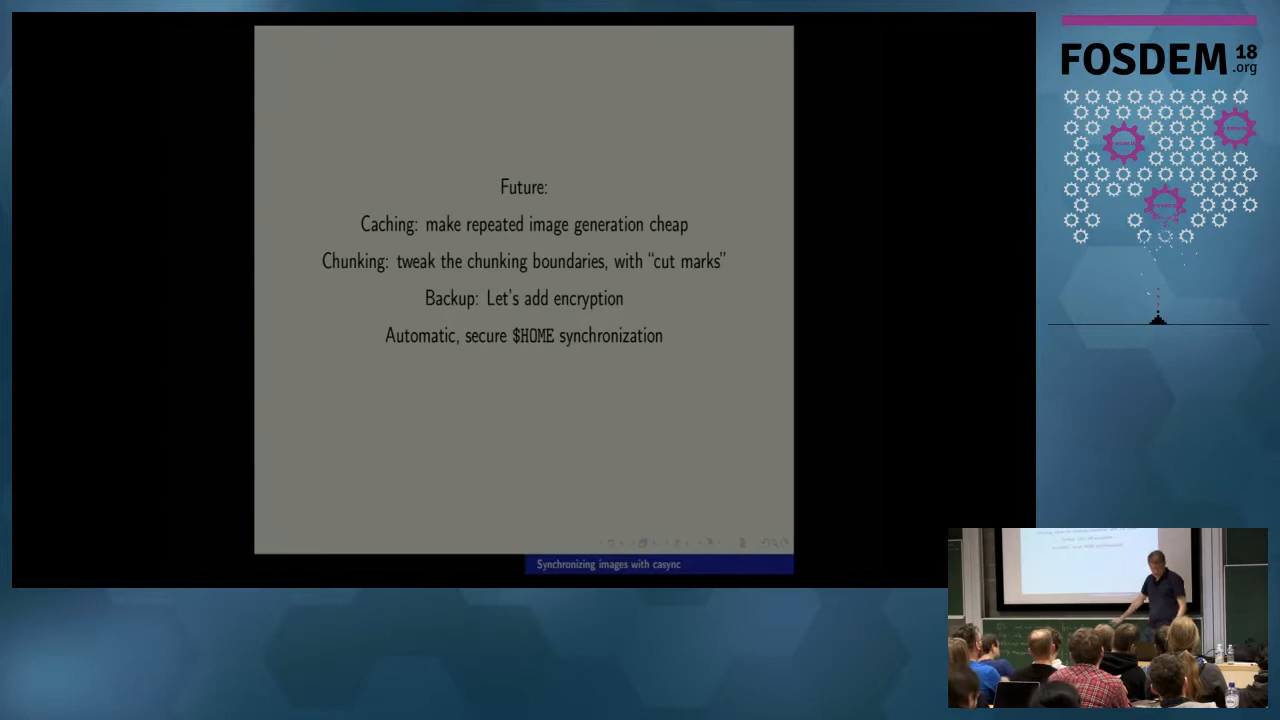 Future:
Caching: make repeated image generation cheap
Chunking: tweak the chunking boundaries, with “cut marks”
Backup: Let's add encryption
Automatic, secure $HOME synchronization
Synchronizing images with casync
FOSDEM 18
.org